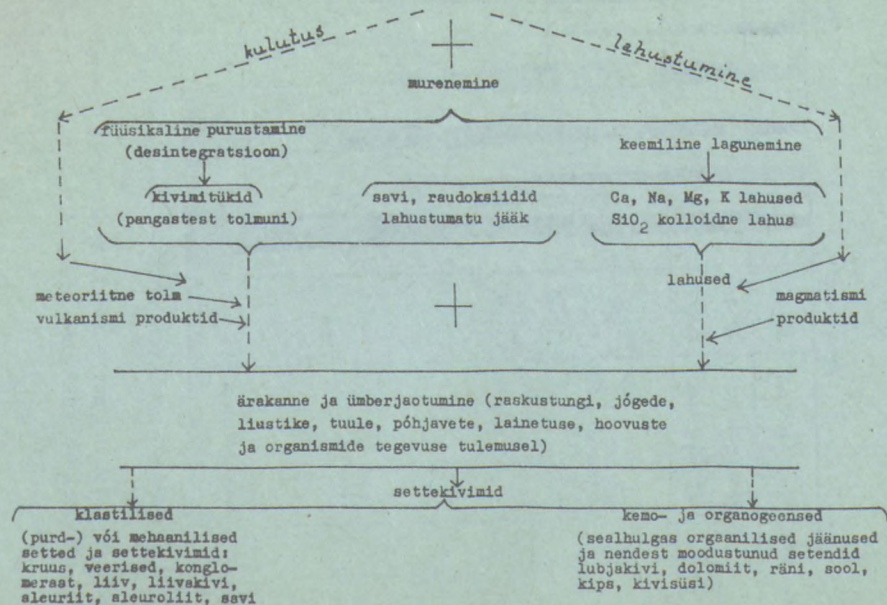 kulutus
lahustumine
murenemine
füüsikaline purustamine
(desintegratsioon)
keemiline lagunemine
kivimitükid
(pangastest tolmuni)
savi, raudoksiidid
lahustumatu jääk
Ca, Na, Mg, K lahused
SiO2 kolloidne lahus
meteoriitne tolm
vulkanismi produktid
lahused
magmatismi
produktid
ärakanne ja ümberjaotumine (raskustungi, jógede,
liustike, tuule, póhjavete, lainetuse, hoovuste
ja organismide tegevuse tulemusel)
settekivimid
klastilised
(purd-) vói mehaanilised
setted ja settekivimid:
kruus, veerised, konglo-
meraat, liiv, liivakivi,
aleuriit, aleuroliit, savi
kemo- ja organogeensed
(sealhulgas orgaanilised jäänused
ja nendest moodustunud setendid
lubjakivi, dolomiit, räni, sool,
kips, kivisüsi)